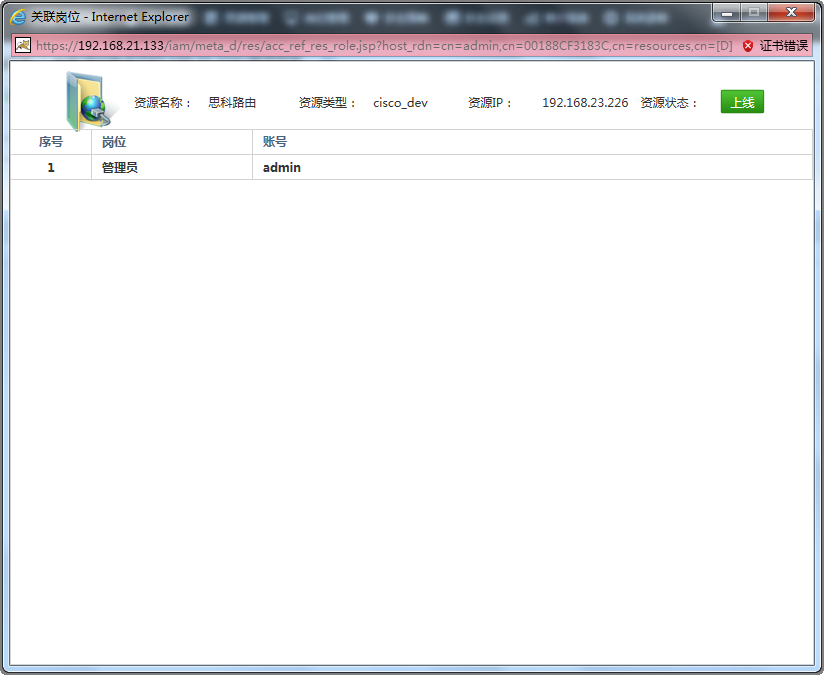 关联岗位 - Internet Explorer
https://192.168.21.133/iam/meta_d/res/acc_ref_res_role.jsp?host_rdn=cn=admin,cn=00188CF3183C,cn=resources,cn=[D] 证书错误
资源名称： 思科路由 资源类型： cisco_dev 资源IP： 192.168.23.226 资源状态： 上线
序号 岗位 账号
1 管理员 admin